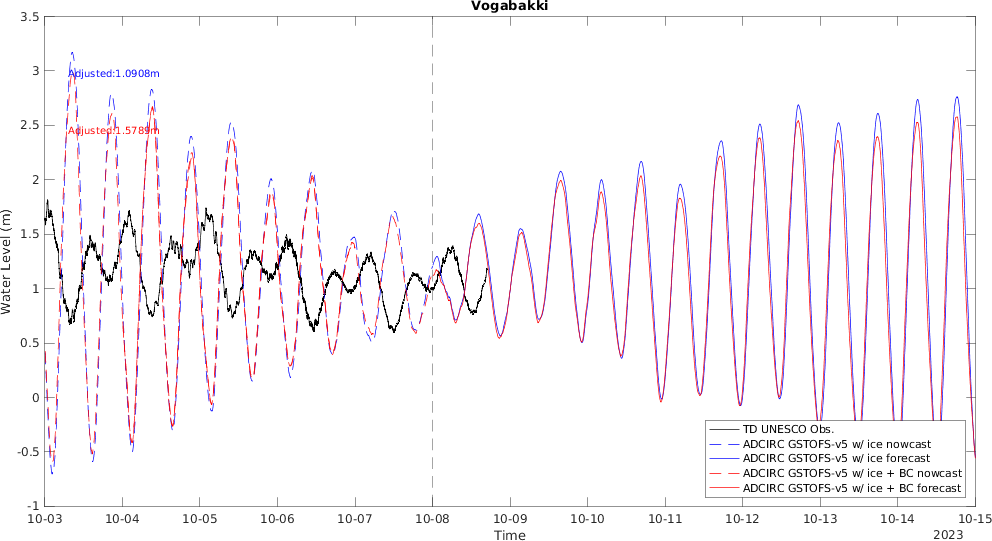 Vogabakki
3.5
3
2.5
2
1.5
1
0.5
0
-0.5
-1
Water Level (m)
Adjusted:1.0908m
Adjusted:1.5789m
TD UNESCO Obs.
ADCIRC GSTOFS-v5 w/ ice nowcast
ADCIRC GSTOFS-v5 w/ ice forecast
ADCIRC GSTOFS-v5 w/ ice + BC nowcast
ADCIRC GSTOFS-v5 w/ ice + BC forecast
10-03 10-04 10-05 10-06 10-07 10-08 10-09 10-10 10-11 10-12 10-13 10-14 10-15
Time
2023